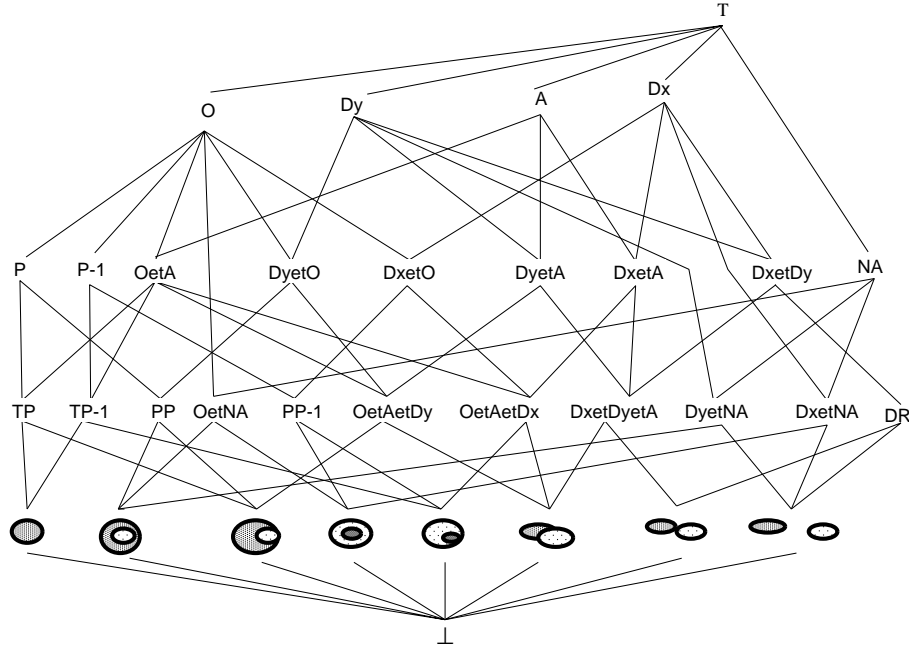 T
O Dy A Dx
P P-1 OetA DyetO DxetO DyetA DxetA DxetDy NA
TP TP-1 PP OetNA PP-1 OetAetDy OetAetDx DxetDyetA DyetNA DxetNA DR
⊥